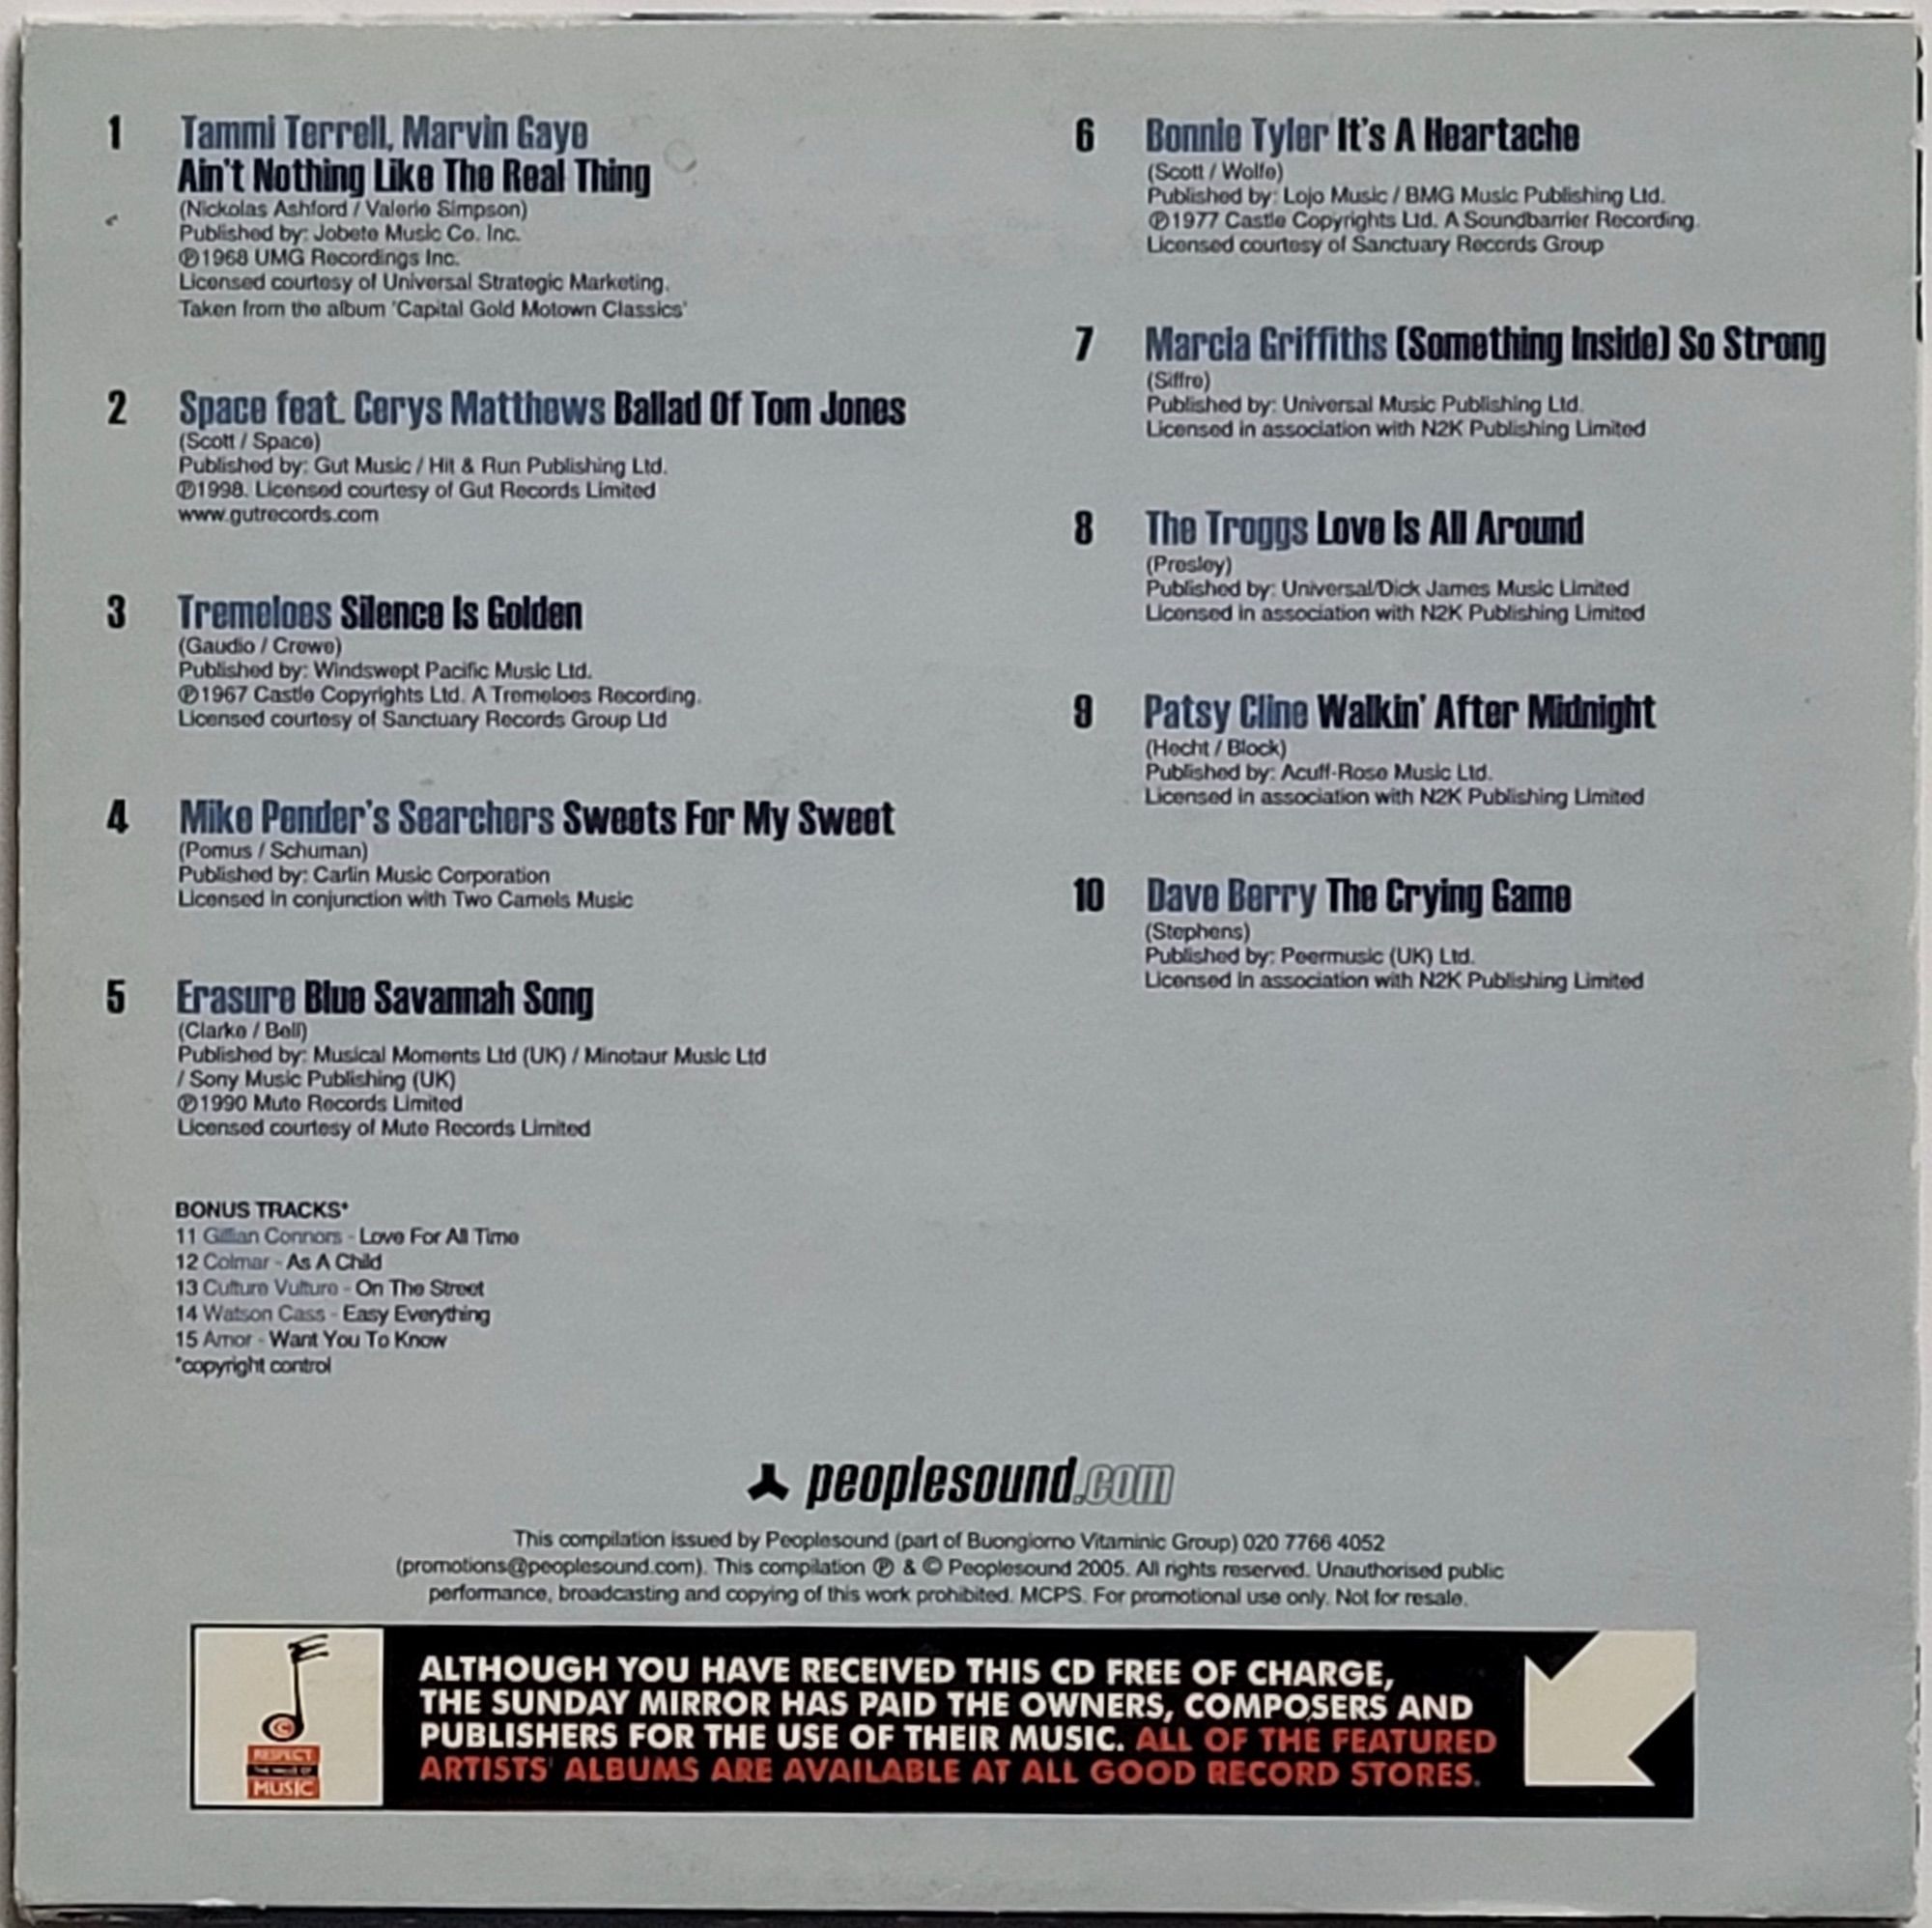 1 Tammi Terrell, Marvin Gaye
Ain't Nothing Like The Real Thing
(Nickolas Ashford / Valerie Simpson)
Published by: Jobete Music Co. Inc.
℗1968 UMG Recordings Inc.
Licensed courtesy of Universal Strategic Marketing.
Taken from the album 'Capital Gold Motown Classics'
2 Space feat. Cerys Matthews Ballad Of Tom Jones
(Scott / Space)
Published by: Gut Music / Hit & Run Publishing Ltd.
℗1998. Licensed courtesy of Gut Records Limited
www.gutrecords.com
3 Tremeloes Silence Is Golden
(Gaudio / Crewe)
Published by: Windswept Pacific Music Ltd.
℗1967 Castle Copyrights Ltd. A Tremeloes Recording.
Licensed courtesy of Sanctuary Records Group Ltd
4 Mike Pender's Searchers Sweets For My Sweet
(Pomus / Schuman)
Published by: Carlin Music Corporation
Licensed in conjunction with Two Camels Music
5 Erasure Blue Savannah Song
(Clarke / Bell)
Published by: Musical Moments Ltd (UK) / Minotaur Music Ltd
/ Sony Music Publishing (UK)
℗1990 Mute Records Limited
Licensed courtesy of Mute Records Limited
BONUS TRACKS*
11 Gillian Connors - Love For All Time
12 Colmar - As A Child
13 Culture Vulture - On The Street
14 Watson Cass - Easy Everything
15 Amor - Want You To Know
*copyright control
6 Bonnie Tyler It's A Heartache
(Scott / Wolfe)
Published by: Lojo Music / BMG Music Publishing Ltd.
℗1977 Castle Copyrights Ltd. A Soundbarrier Recording.
Licensed courtesy of Sanctuary Records Group
7 Marcia Griffiths (Something Inside) So Strong
(Siffre)
Published by: Universal Music Publishing Ltd.
Licensed in association with N2K Publishing Limited
8 The Troggs Love Is All Around
(Presley)
Published by: Universal/Dick James Music Limited
Licensed in association with N2K Publishing Limited
9 Patsy Cline Walkin' After Midnight
(Hecht / Block)
Published by: Acuff-Rose Music Ltd.
Licensed in association with N2K Publishing Limited
10 Dave Berry The Crying Game
(Stephens)
Published by: Peermusic (UK) Ltd.
Licensed in association with N2K Publishing Limited
peoplesound.com
This compilation issued by Peoplesound (part of Buongiorno Vitaminic Group) 020 7766 4052
(promotions@peoplesound.com). This compilation ℗ & © Peoplesound 2005. All rights reserved. Unauthorised public
performance, broadcasting and copying of this work prohibited. MCPS. For promotional use only. Not for resale.
©
RESPECT
THE VALUE OF
MUSIC
ALTHOUGH YOU HAVE RECEIVED THIS CD FREE OF CHARGE,
THE SUNDAY MIRROR HAS PAID THE OWNERS, COMPOSERS AND
PUBLISHERS FOR THE USE OF THEIR MUSIC. ALL OF THE FEATURED
ARTISTS' ALBUMS ARE AVAILABLE AT ALL GOOD RECORD STORES.